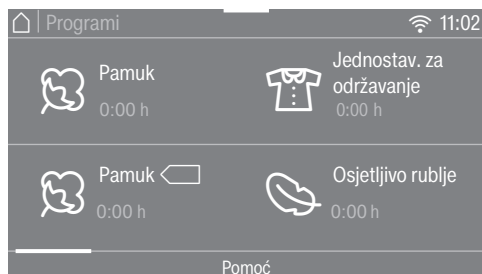 Programi
11:02
Pamuk
0:00 h
Jednostav. za
održavanje
0:00 h
Pamuk
0:00 h
Osjetljivo rublje
0:00 h
Pomoć